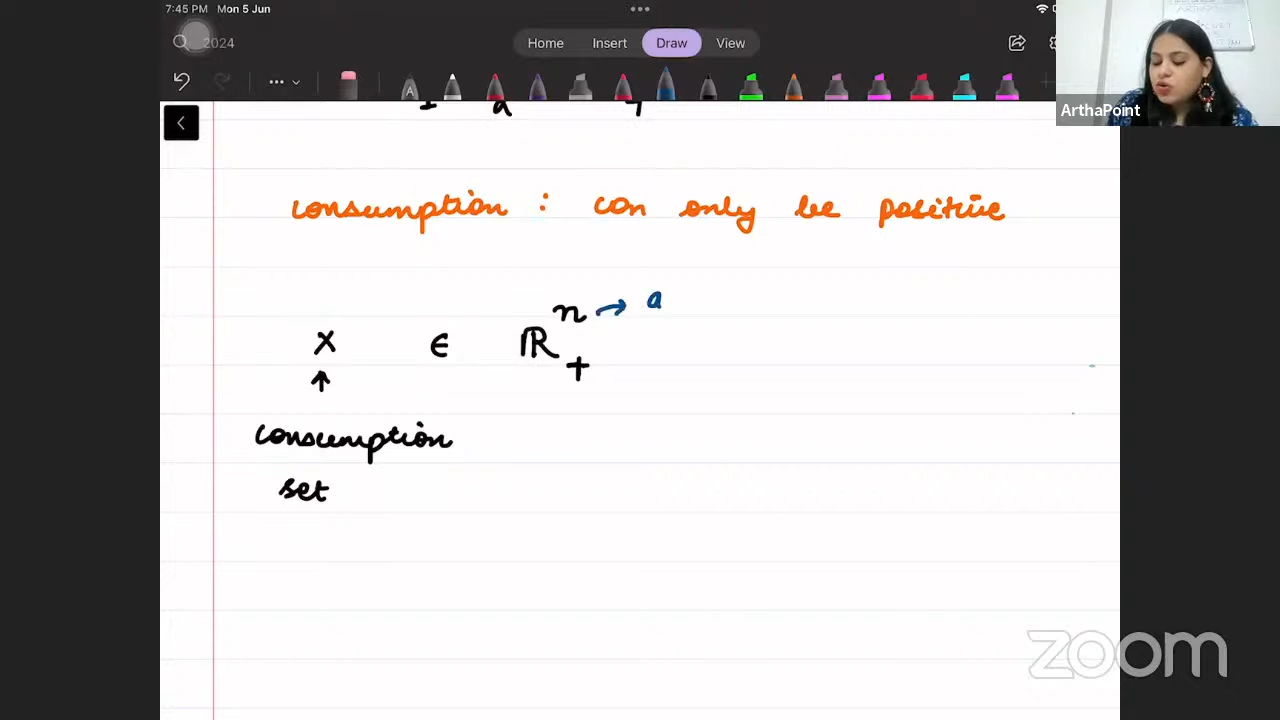 7:45 PM Mon 5 Jun
2024
Home Insert Draw View
A
ArthaPoint
consumption : can only be positive
X ∈ ℝⁿ₊ → a
↑
consumption
set
zoom